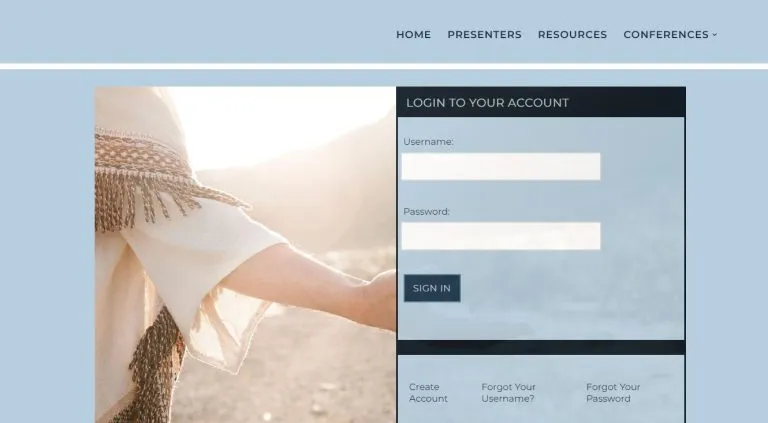 HOME PRESENTERS RESOURCES CONFERENCES
LOGIN TO YOUR ACCOUNT
Username:
Password:
SIGN IN
Create Account
Forgot Your Username?
Forgot Your Password